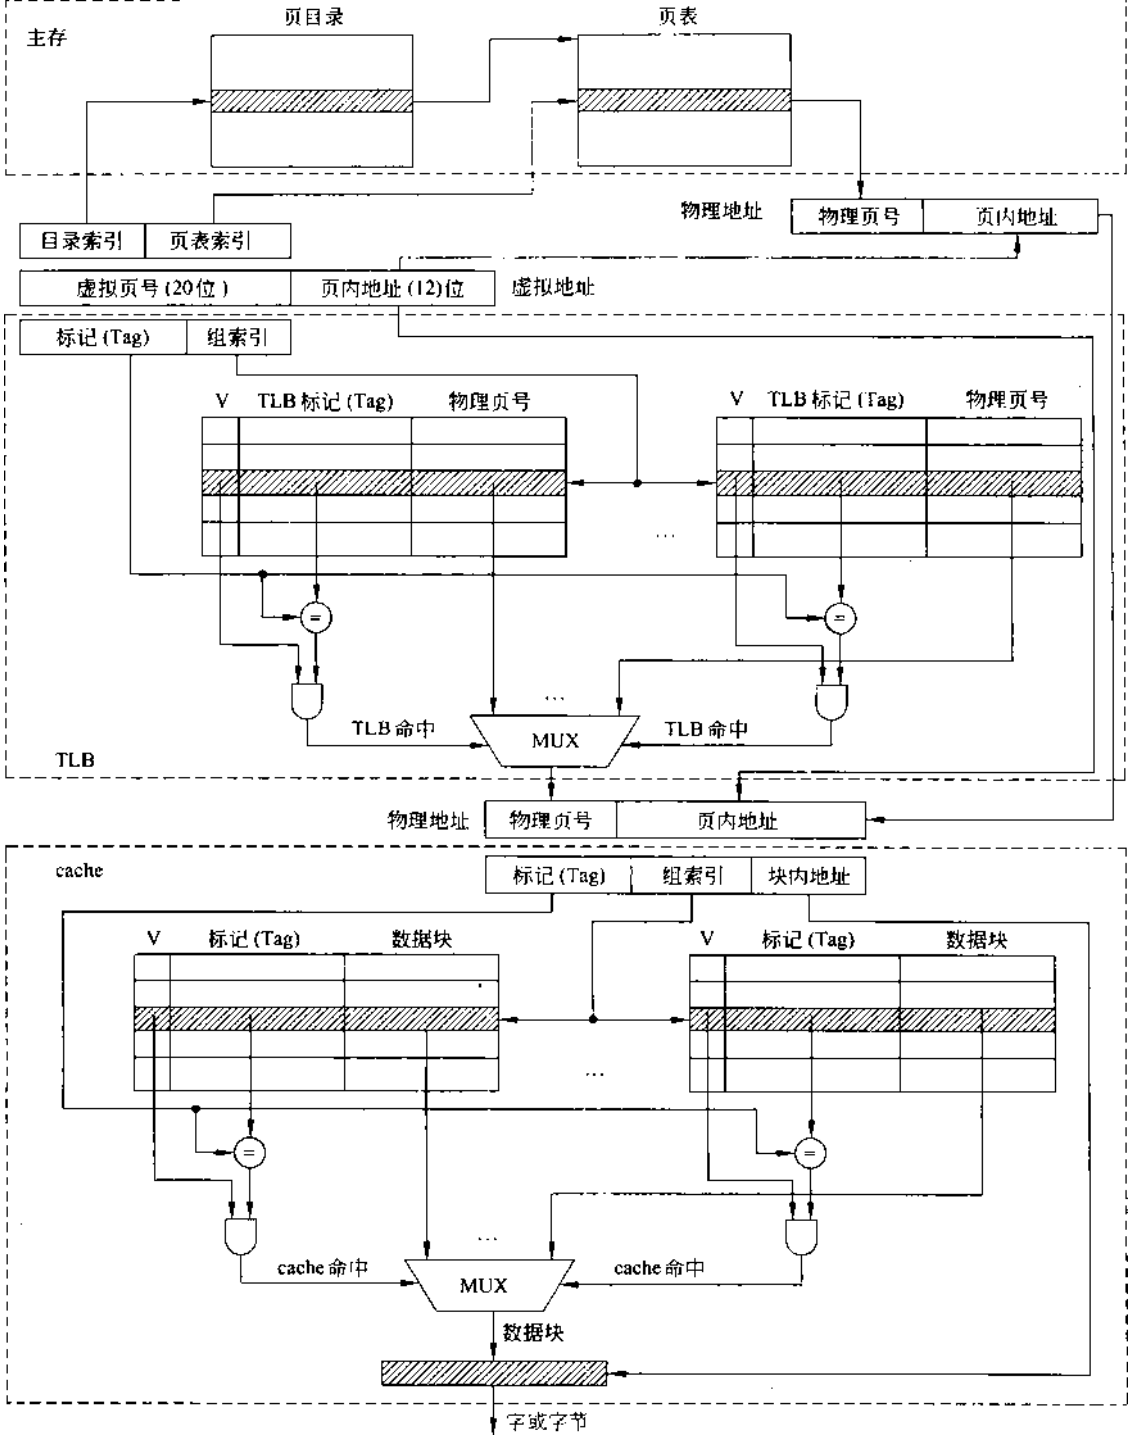 页目录
页表
主存
物理地址
物理页号
页内地址
目录索引
页表索引
虚拟页号(20位)
页内地址(12)位
虚拟地址
标记(Tag)
组索引
V TLB标记(Tag) 物理页号
V TLB标记(Tag) 物理页号
…
=
=
…
TLB命中
MUX
TLB命中
TLB
物理地址
物理页号
页内地址
cache
标记(Tag)
组索引
块内地址
V 标记(Tag) 数据块
V 标记(Tag) 数据块
…
=
=
…
cache命中
MUX
cache命中
数据块
字或字节